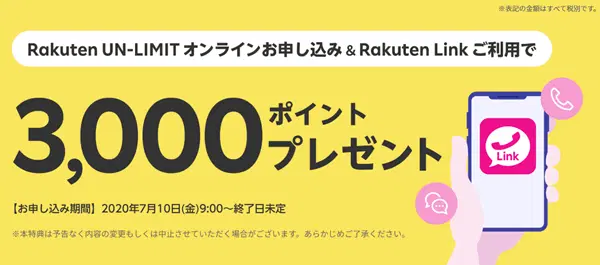 ※表記の金額はすべて税別です。
Rakuten UN-LIMIT オンラインお申し込み & Rakuten Link ご利用で
3,000 ポイント
プレゼント
Link
【お申し込み期間】2020年7月10日(金)9:00〜終了日未定
※本特典は予告なく内容の変更もしくは中止させていただく場合がございます。あらかじめご了承ください。